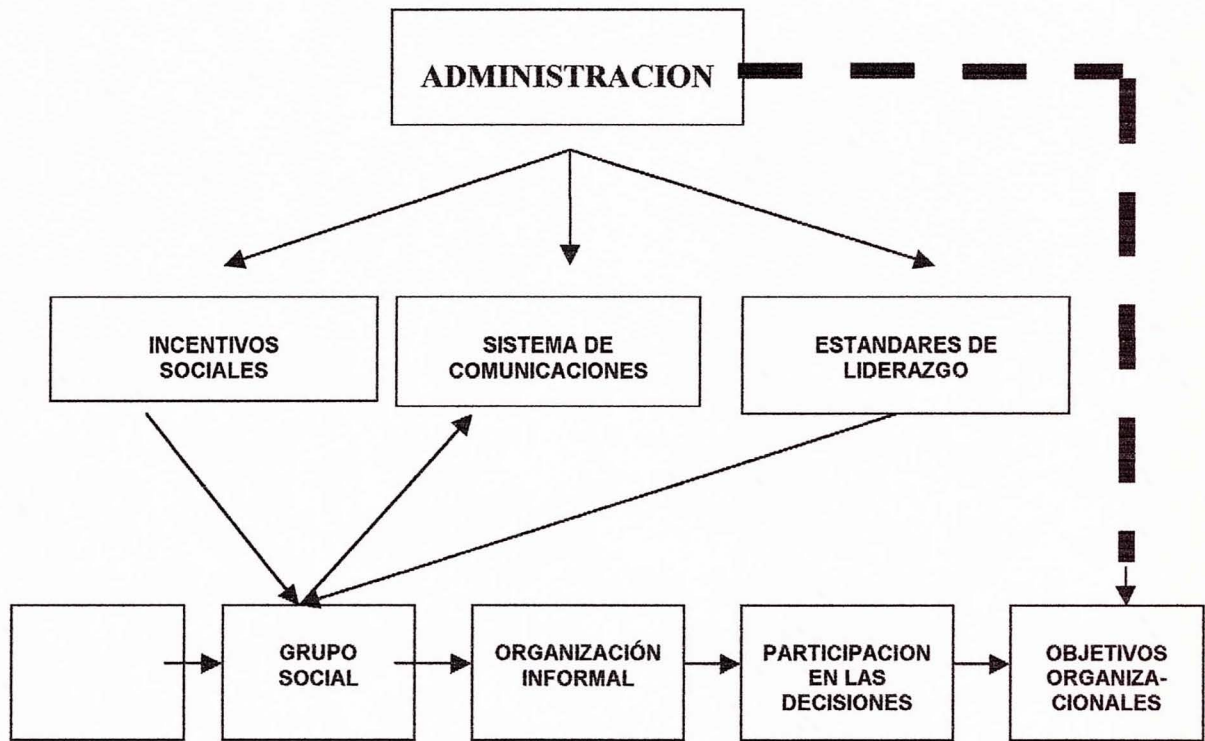 ADMINISTRACION
INCENTIVOS
SOCIALES
SISTEMA DE
COMUNICACIONES
ESTANDARES DE
LIDERAZGO
GRUPO
SOCIAL
ORGANIZACIÓN
INFORMAL
PARTICIPACION
EN LAS
DECISIONES
OBJETIVOS
ORGANIZA-
CIONALES